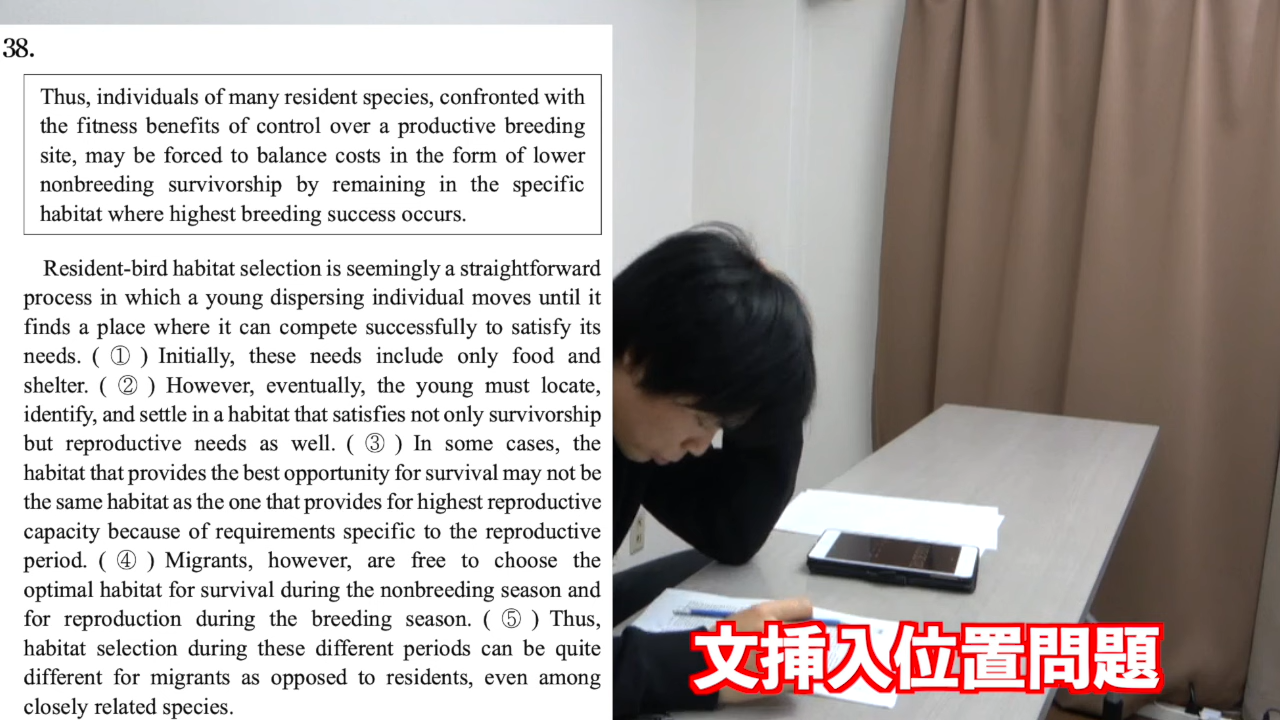 38.
Thus, individuals of many resident species, confronted with
the fitness benefits of control over a productive breeding
site, may be forced to balance costs in the form of lower
nonbreeding survivorship by remaining in the specific
habitat where highest breeding success occurs.
Resident-bird habitat selection is seemingly a straightforward
process in which a young dispersing individual moves until it
finds a place where it can compete successfully to satisfy its
needs. ( ① ) Initially, these needs include only food and
shelter. ( ② ) However, eventually, the young must locate,
identify, and settle in a habitat that satisfies not only survivorship
but reproductive needs as well. ( ③ ) In some cases, the
habitat that provides the best opportunity for survival may not be
the same habitat as the one that provides for highest reproductive
capacity because of requirements specific to the reproductive
period. ( ④ ) Migrants, however, are free to choose the
optimal habitat for survival during the nonbreeding season and
for reproduction during the breeding season. ( ⑤ ) Thus,
habitat selection during these different periods can be quite
different for migrants as opposed to residents, even among
closely related species.
文挿入位置問題